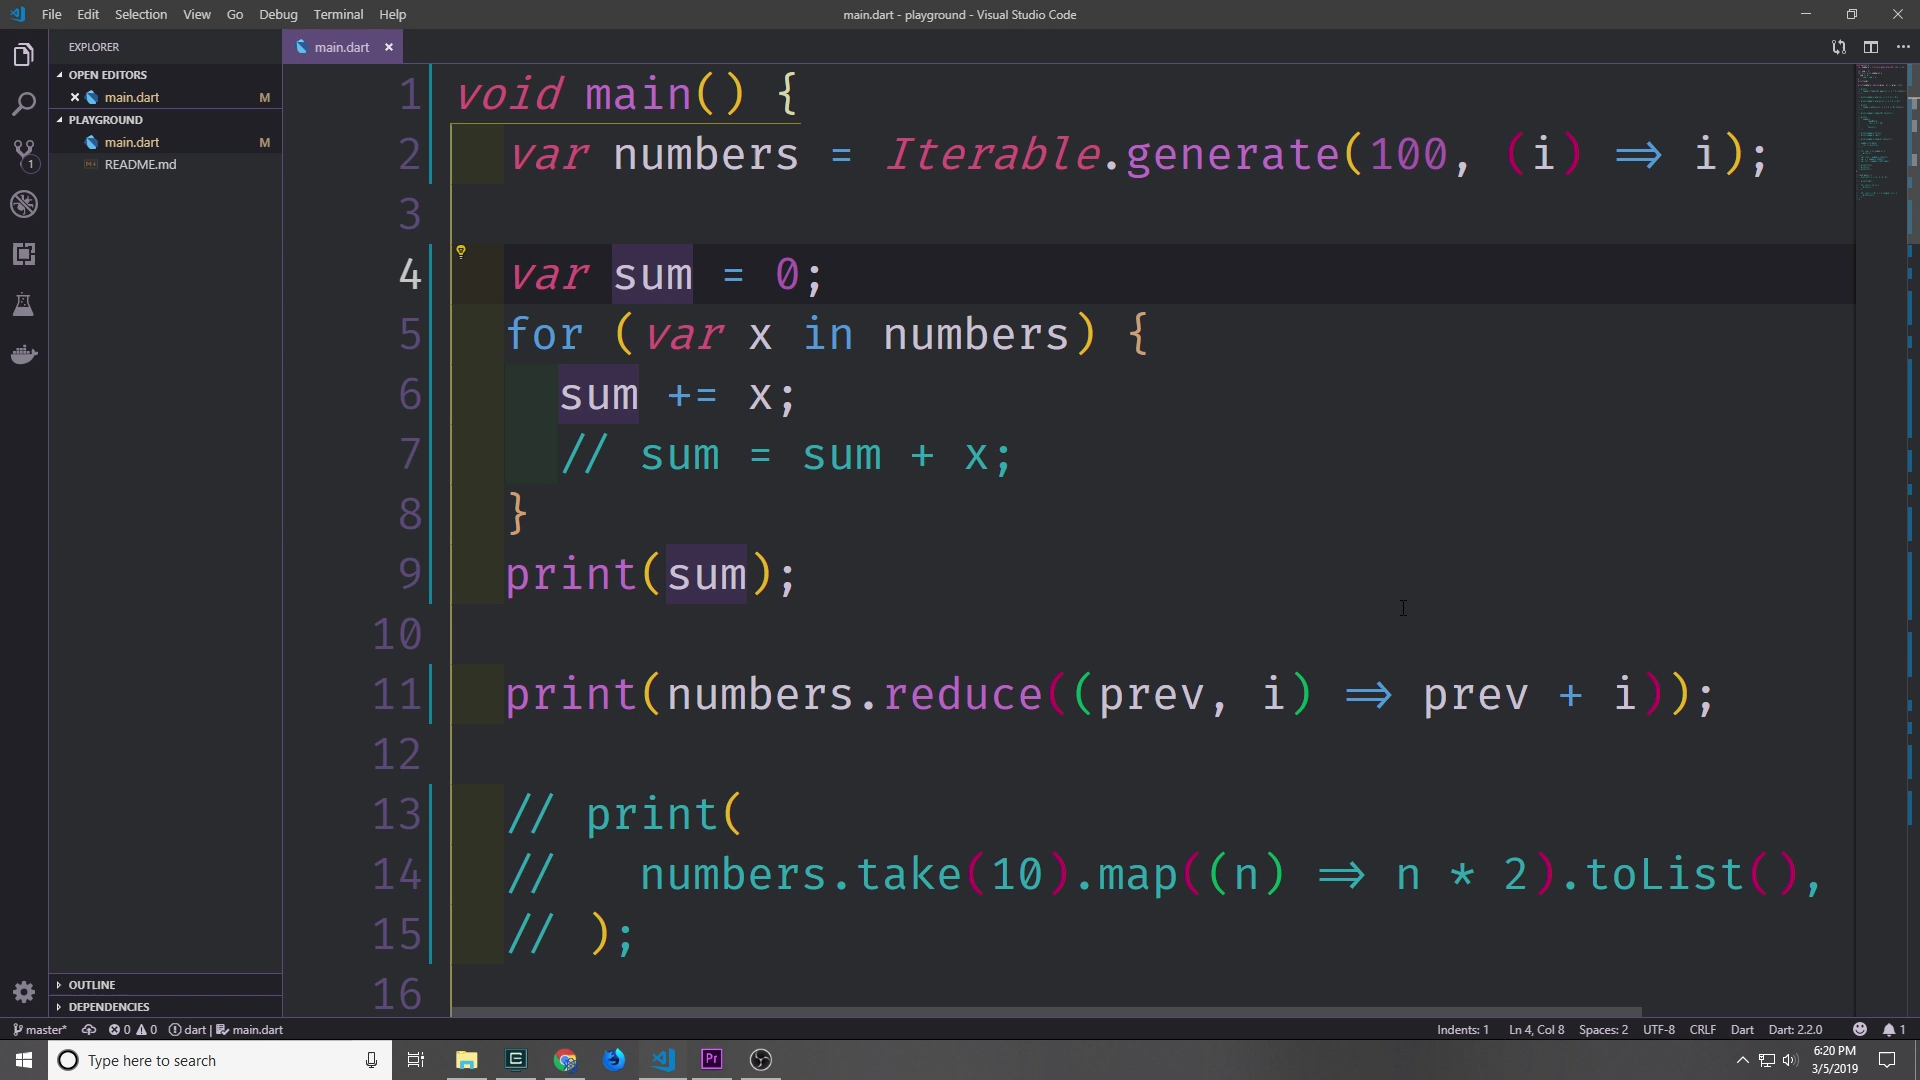 File Edit Selection View Go Debug Terminal Help
main.dart - playground - Visual Studio Code
EXPLORER
main.dart
OPEN EDITORS
main.dart M
PLAYGROUND
main.dart M
README.md
1
1 void main() {
2 var numbers = Iterable.generate(100, (i) => i);
3
4 var sum = 0;
5 for (var x in numbers) {
6 sum += x;
7 // sum = sum + x;
8 }
9 print(sum);
10
11 print(numbers.reduce((prev, i) => prev + i));
12
13 // print(
14 // numbers.take(10).map((n) => n * 2).toList(),
15 // );
16
OUTLINE
DEPENDENCIES
master* 0 0 dart | main.dart Indents: 1 Ln 4, Col 8 Spaces: 2 UTF-8 CRLF Dart Dart: 2.2.0 1
Type here to search
Pr
6:20 PM
3/5/2019